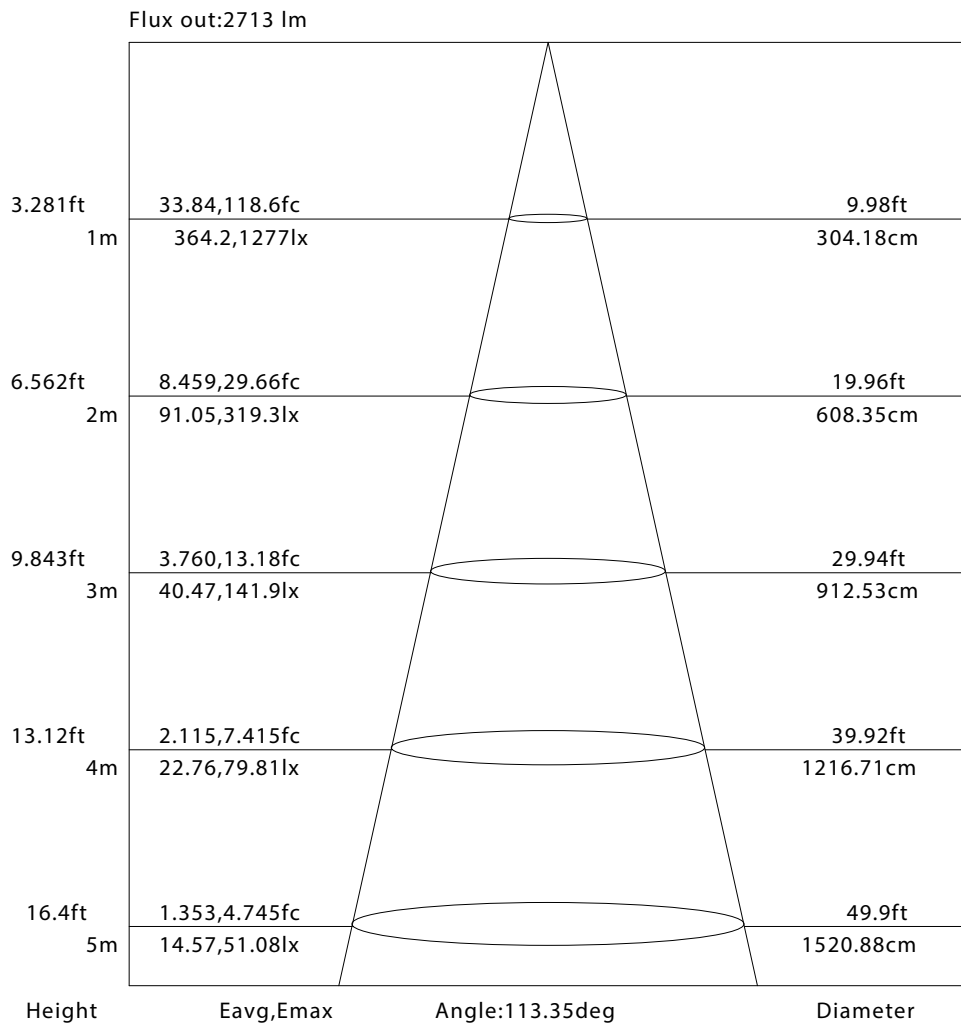 Flux out:2713 lm
3.281ft 33.84,118.6fc 9.98ft
1m 364.2,1277lx 304.18cm
6.562ft 8.459,29.66fc 19.96ft
2m 91.05,319.3lx 608.35cm
9.843ft 3.760,13.18fc 29.94ft
3m 40.47,141.9lx 912.53cm
13.12ft 2.115,7.415fc 39.92ft
4m 22.76,79.81lx 1216.71cm
16.4ft 1.353,4.745fc 49.9ft
5m 14.57,51.08lx 1520.88cm
Height Eavg,Emax Angle:113.35deg Diameter